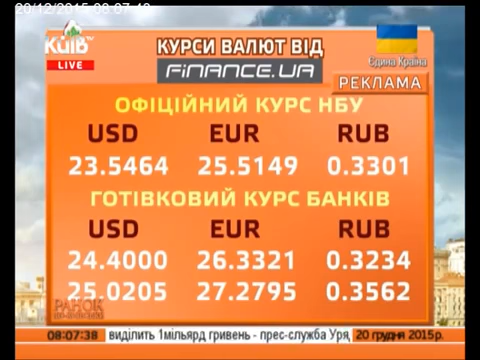 КИЇВ
LIVE
КУРСИ ВАЛЮТ ВІД
FINANCE.UA
Єдина Країна
РЕКЛАМА
ОФІЦІЙНИЙ КУРС НБУ
USD EUR RUB
23.5464 25.5149 0.3301
ГОТІВКОВИЙ КУРС БАНКІВ
USD EUR RUB
24.4000 26.3321 0.3234
25.0205 27.2795 0.3562
РАНОК
08:07:38 виділить 1мільярд гривень - прес-служба Уря 20 грудня 2015р.